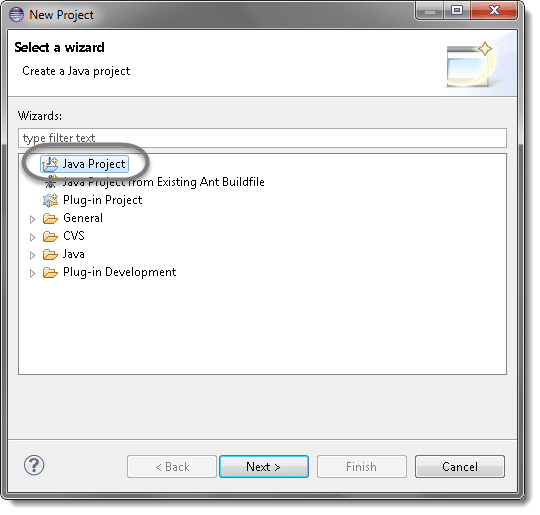 New Project
Select a wizard
Create a Java project
Wizards:
type filter text
Java Project
Java Project from Existing Ant Buildfile
Plug-in Project
General
CVS
Java
Plug-in Development
? < Back Next > Finish Cancel